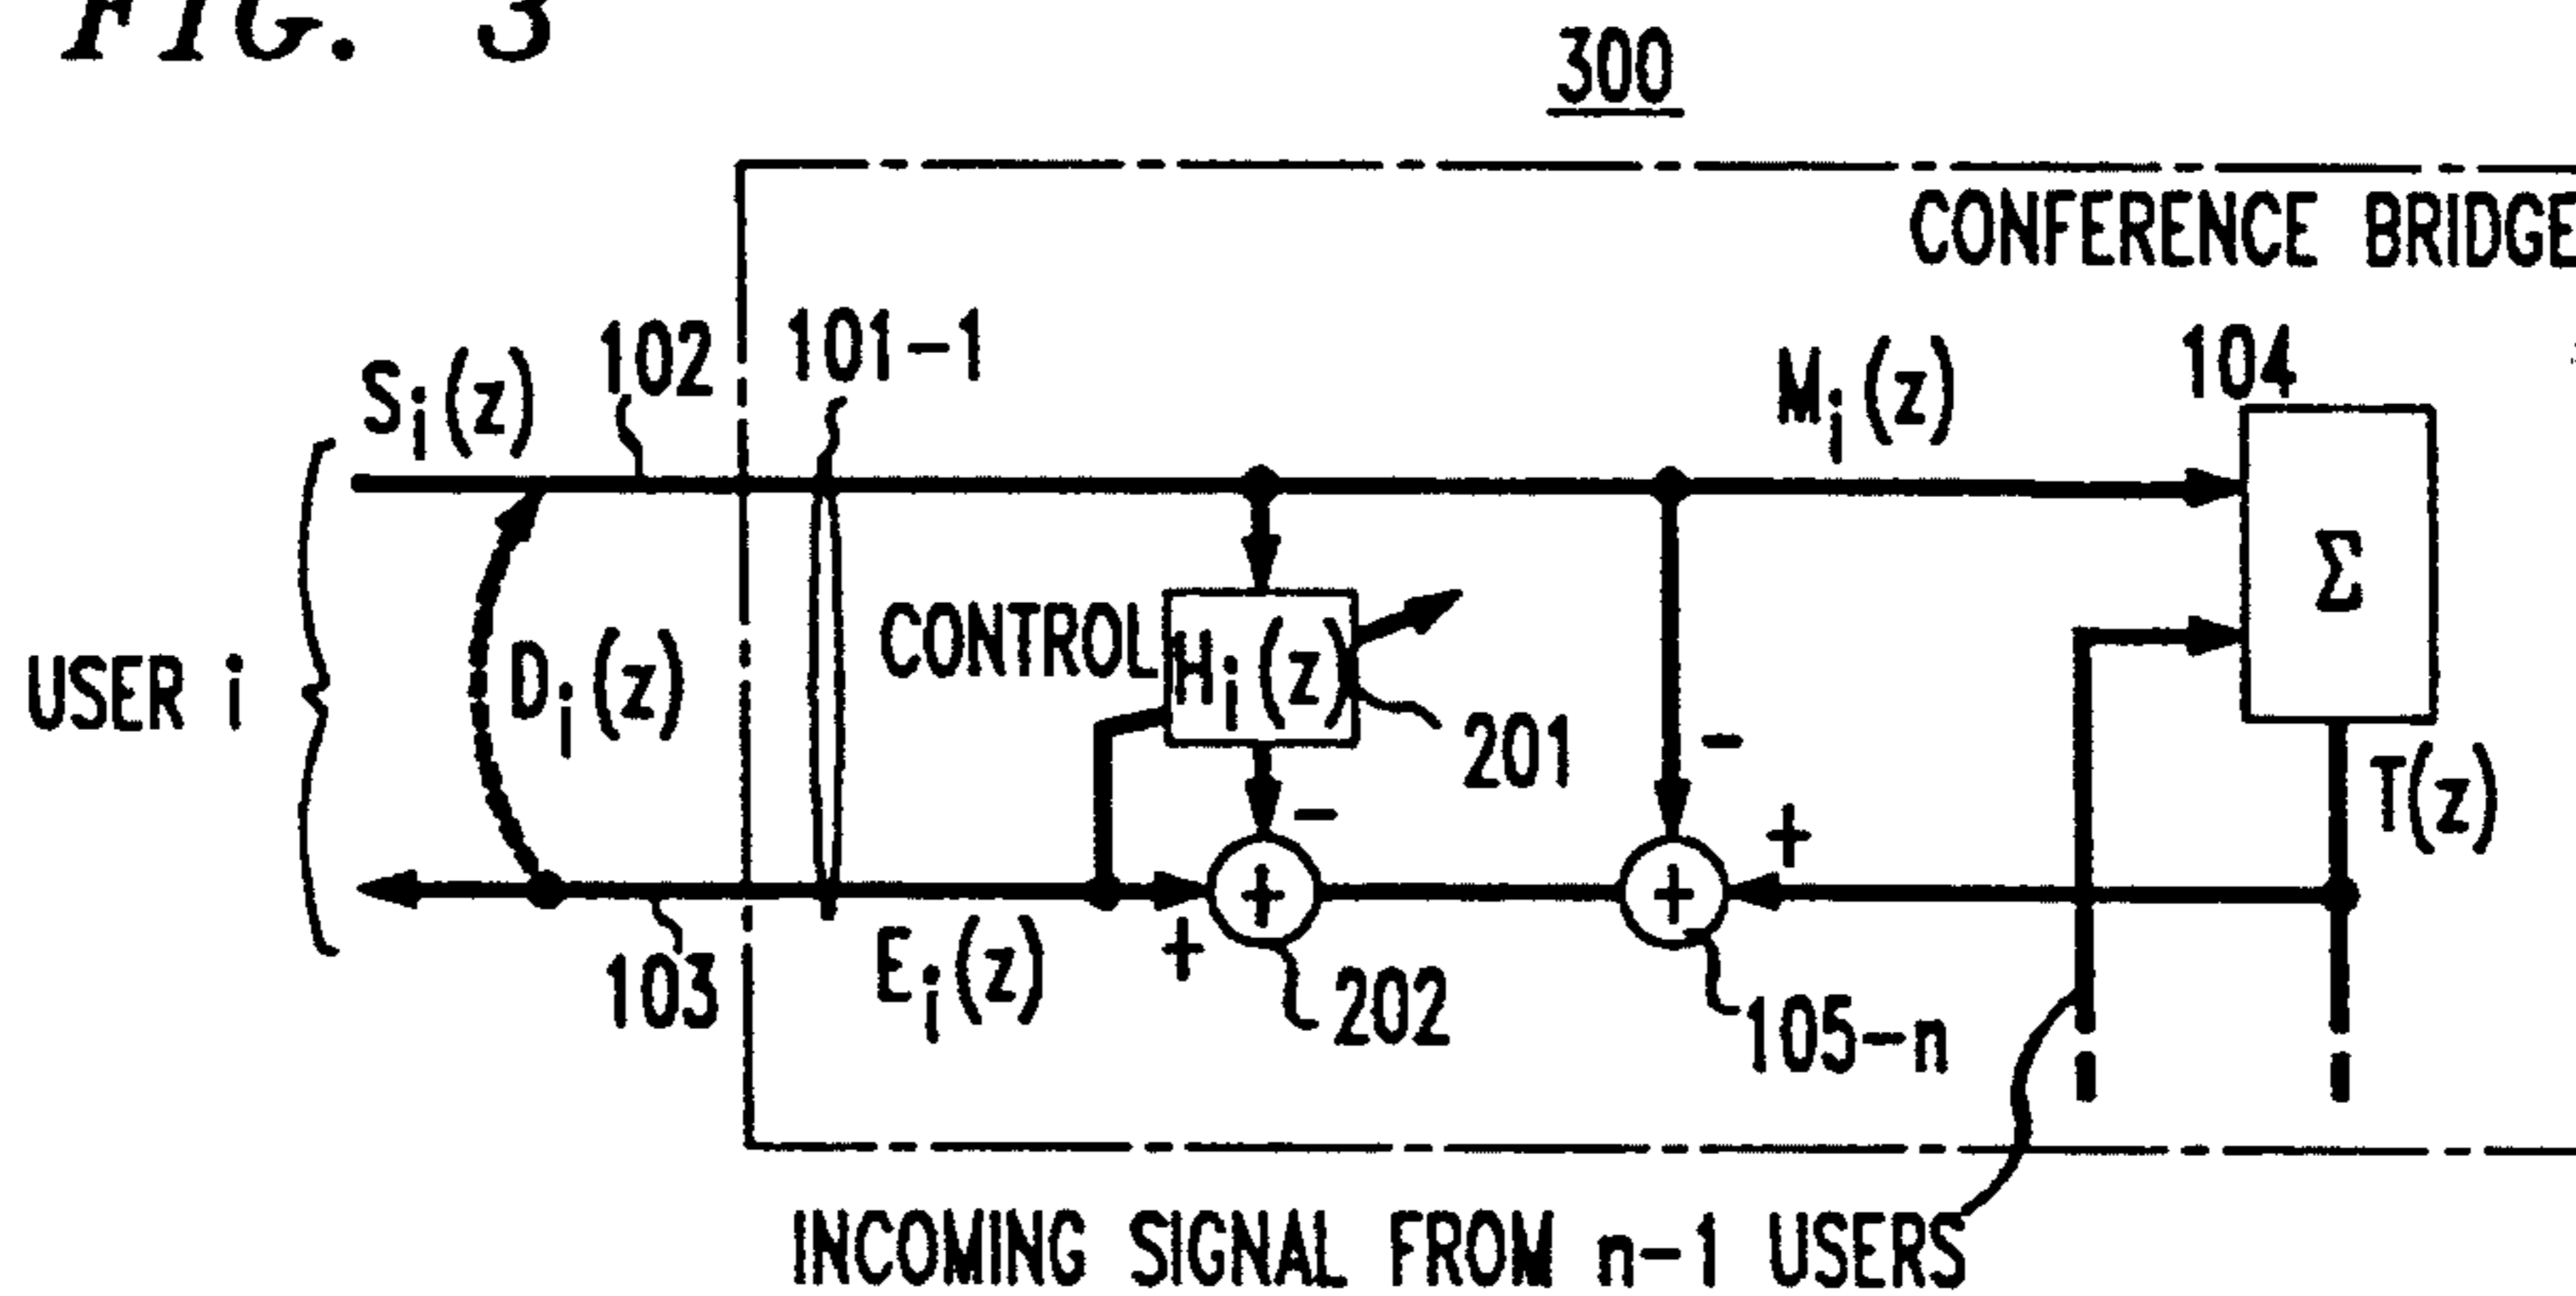 FIG. 3
300
CONFERENCE BRIDGE
Si(z)
102
101-1
Mi(z)
104
Σ
USER i
Di(z)
CONTROL
Hi(z)
201
-
-
+
T(z)
+
+
+
103
Ei(z)
202
105-n
INCOMING SIGNAL FROM n-1 USERS